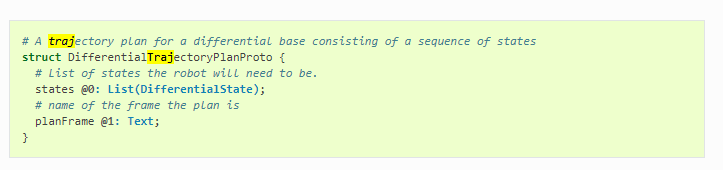 # A trajectory plan for a differential base consisting of a sequence of states
struct DifferentialTrajectoryPlanProto {
# List of states the robot will need to be.
states @0: List(DifferentialState);
# name of the frame the plan is
planFrame @1: Text;
}